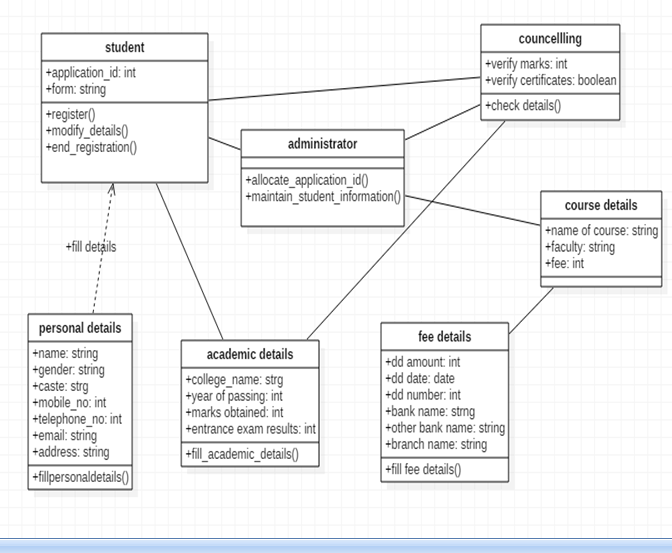 student
+application_id: int
+form: string
+register()
+modify_details()
+end_registration()
councellling
+verify marks: int
+verify certificates: boolean
+check details()
administrator
+allocate_application_id()
+maintain_student_information()
course details
+name of course: string
+faculty: string
+fee: int
+fill details
personal details
+name: string
+gender: string
+caste: strg
+mobile_no: int
+telephone_no: int
+email: string
+address: string
+fillpersonaldetails()
academic details
+college_name: strg
+year of passing: int
+marks obtained: int
+entrance exam results: int
+fill_academic_details()
fee details
+dd amount: int
+dd date: date
+dd number: int
+bank name: strng
+other bank name: string
+branch name: string
+fill fee details()